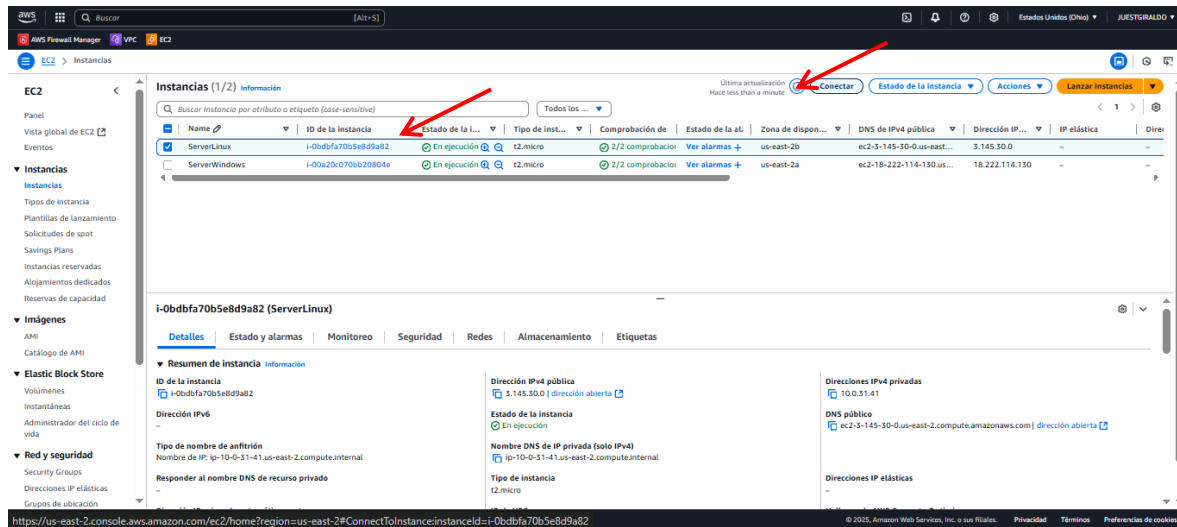 aws Buscar [Alt+S] Estados Unidos (Ohio) JUESTGIRALDO
AWS Firewall Manager VPC EC2
EC2 > Instancias
EC2
Panel
Vista global de EC2
Eventos
Instancias
Instancias
Tipos de instancia
Plantillas de lanzamiento
Solicitudes de spot
Savings Plans
Instancias reservadas
Alojamientos dedicados
Reservas de capacidad
Imágenes
AMI
Catálogo de AMI
Elastic Block Store
Volúmenes
Instantáneas
Administrador del ciclo de
vida
Red y seguridad
Security Groups
Direcciones IP elásticas
Grupos de ubicación
Instancias (1/2) Información
Última actualización
Hace less than a minute
Conectar Estado de la instancia Acciones Lanzar instancias
Buscar Instancia por atributo o etiqueta (case-sensitive) Todos los ... 1
Name ID de la instancia Estado de la i... Tipo de inst... Comprobación de Estado de la al Zona de dispon... DNS de IPv4 pública Dirección IP... IP elástica Direc
ServerLinux i-0bdbfa70b5e8d9a82 En ejecución t2.micro 2/2 comprobacior Ver alarmas + us-east-2b ec2-3-145-30-0.us-east... 3.145.30.0 –
ServerWindows i-00a20c070bb20804e En ejecución t2.micro 2/2 comprobacior Ver alarmas + us-east-2a ec2-18-222-114-130.us... 18.222.114.130 –
i-0bdbfa70b5e8d9a82 (ServerLinux)
Detalles Estado y alarmas Monitoreo Seguridad Redes Almacenamiento Etiquetas
Resumen de instancia Información
ID de la instancia
i-0bdbfa70b5e8d9a82
Dirección IPv4 pública
3.145.30.0 | dirección abierta
Direcciones IPv4 privadas
10.0.31.41
Dirección IPv6
–
Estado de la instancia
En ejecución
DNS público
ec2-3-145-30-0.us-east-2.compute.amazonaws.com | dirección abierta
Tipo de nombre de anfitrión
Nombre de IP: ip-10-0-31-41.us-east-2.compute.internal
Nombre DNS de IP privada (solo IPv4)
ip-10-0-31-41.us-east-2.compute.internal
Responder al nombre DNS de recurso privado
–
Tipo de instancia
t2.micro
Direcciones IP elásticas
–
https://us-east-2.console.aws.amazon.com/ec2/home?region=us-east-2#ConnectToInstance:instanceId=i-0bdbfa70b5e8d9a82
© 2025, Amazon Web Services, Inc. o sus filiales. Privacidad Términos Preferencias de cookies